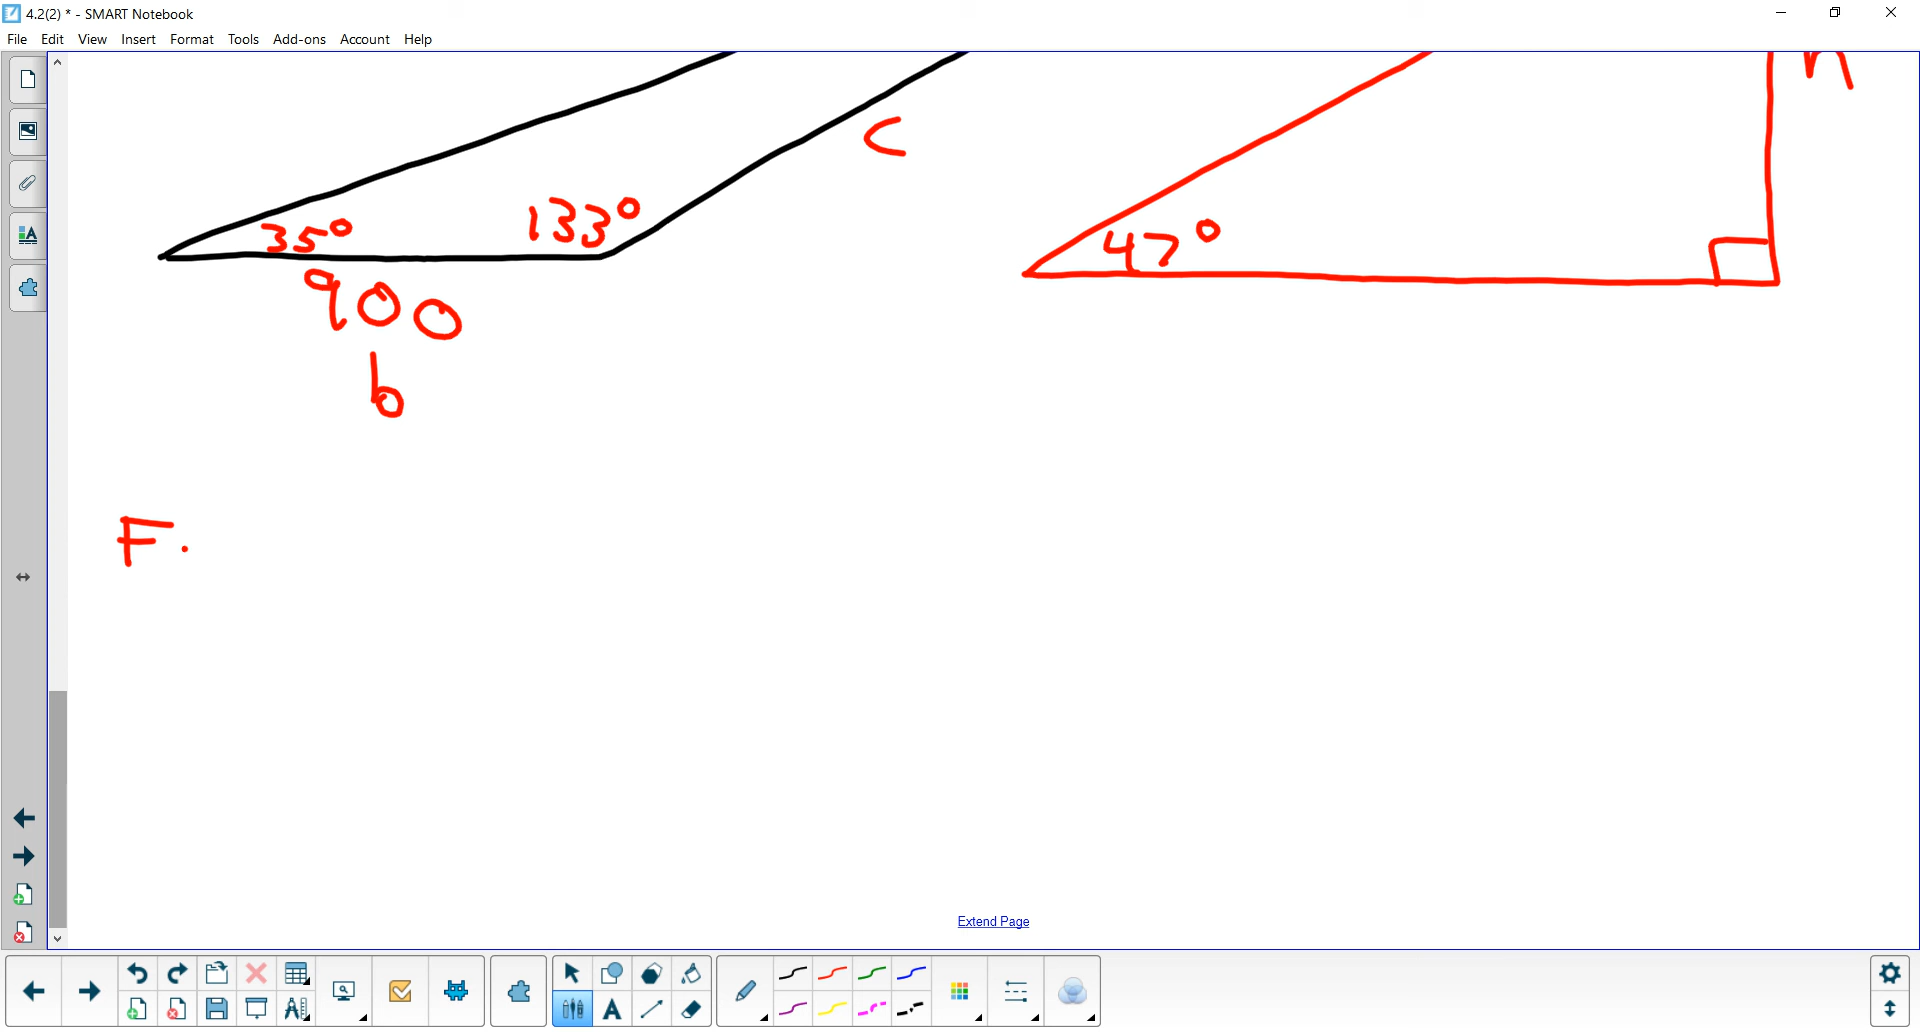 4.2(2) * - SMART Notebook
File Edit View Insert Format Tools Add-ons Account Help
c
35° 133° 47°
900
b
F.
Extend Page